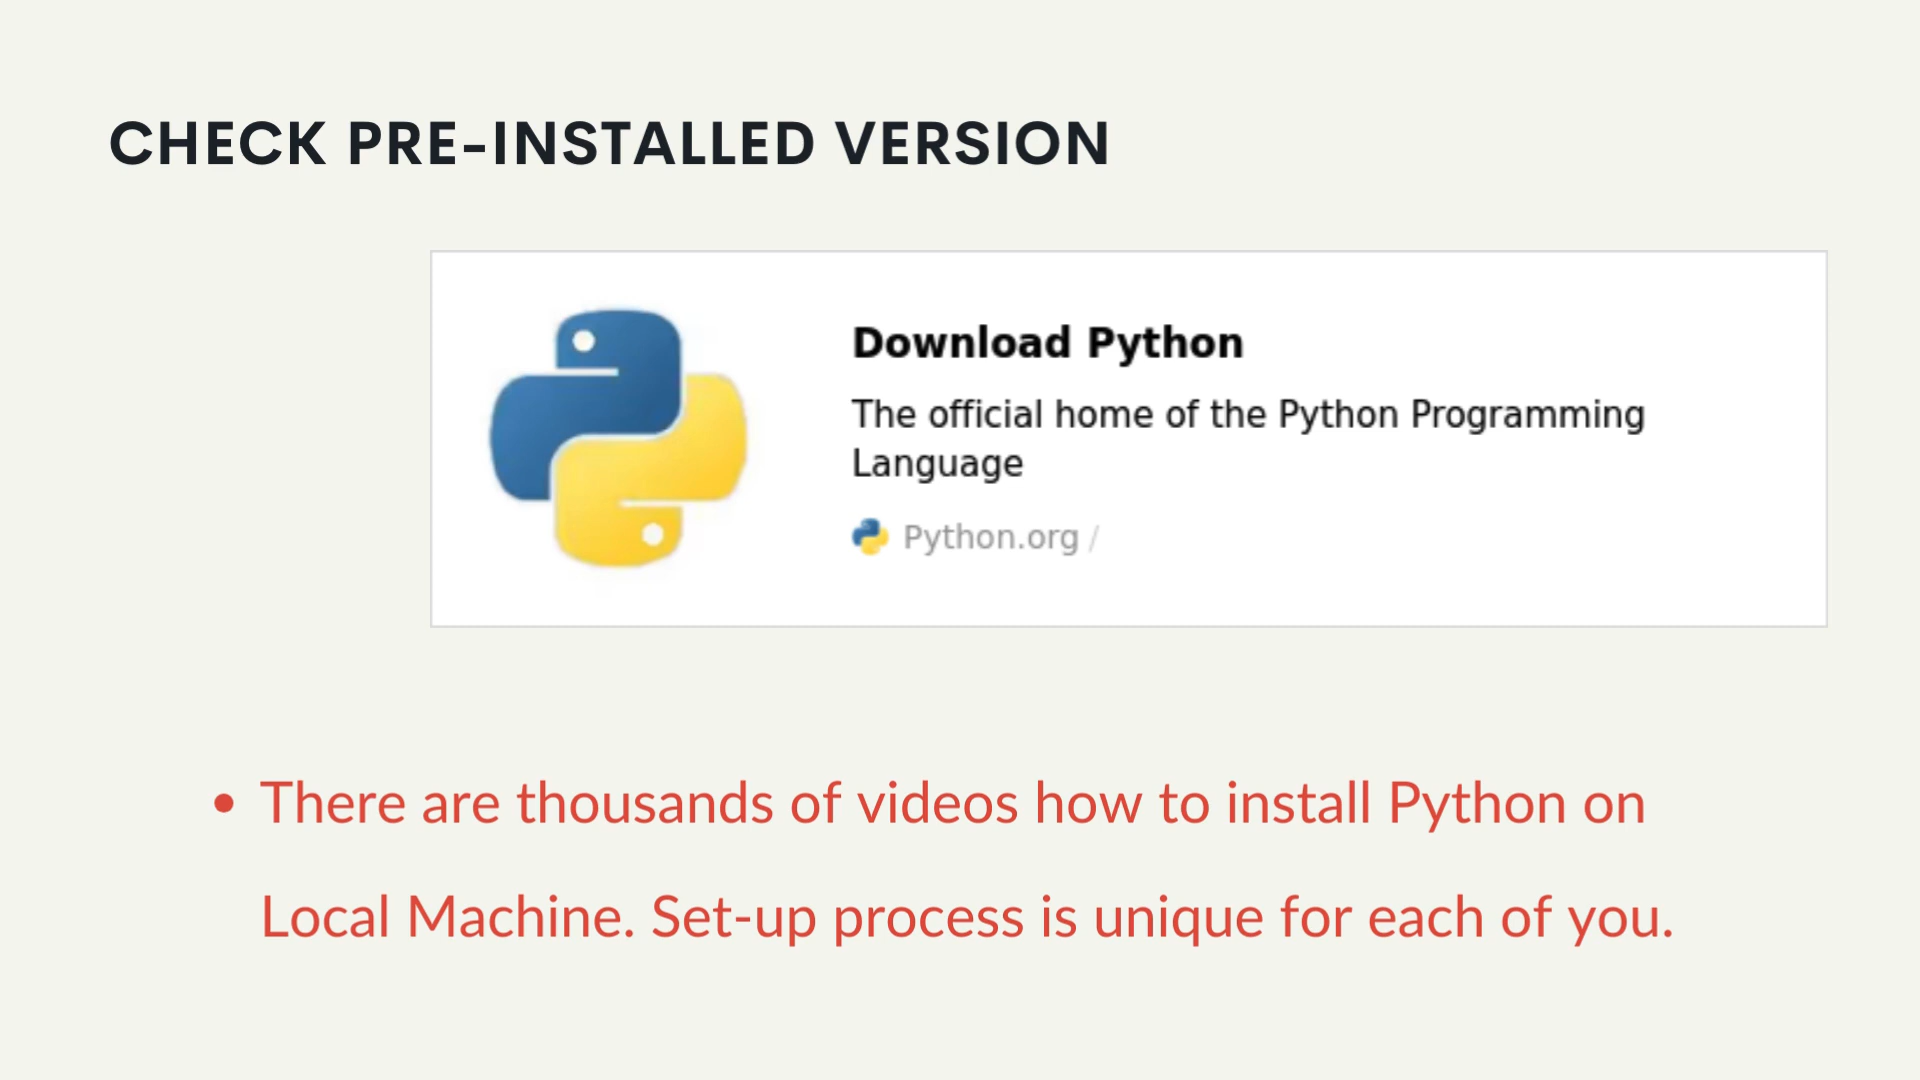 CHECK PRE-INSTALLED VERSION
Download Python
The official home of the Python Programming
Language
Python.org /
• There are thousands of videos how to install Python on
Local Machine. Set-up process is unique for each of you.